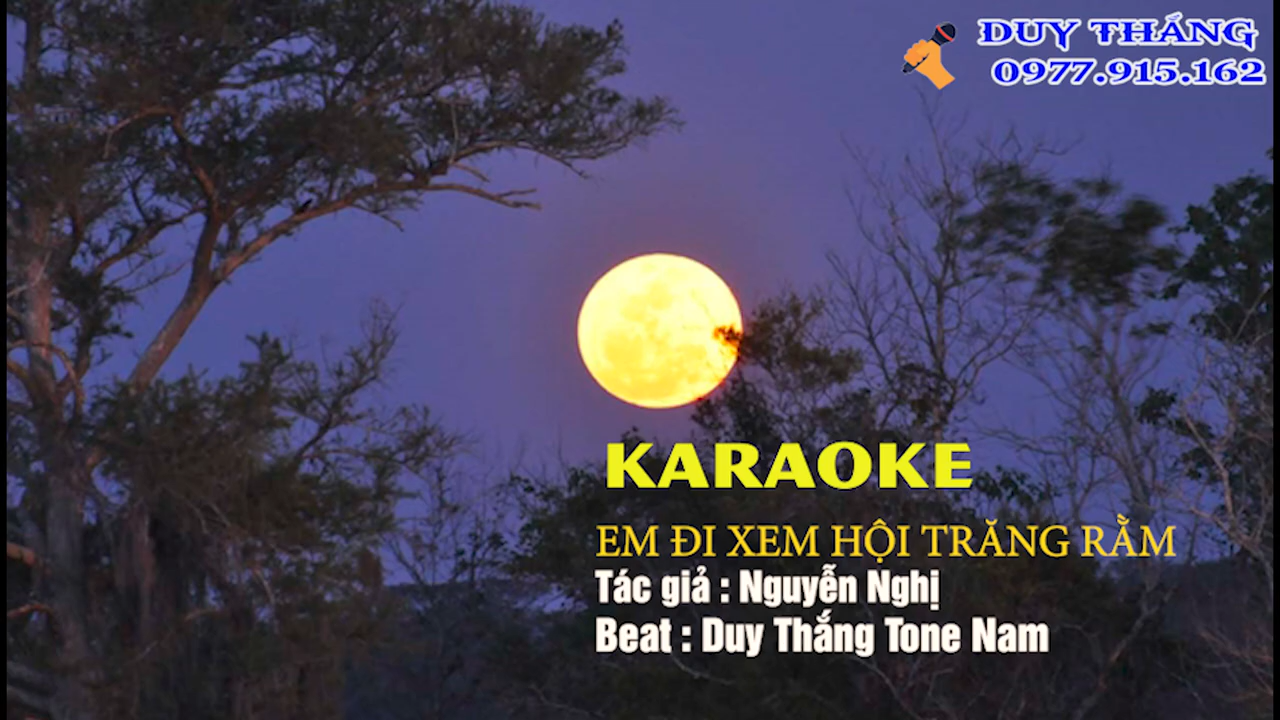 DUY THẮNG
0977.915.162
KARAOKE
EM ĐI XEM HỘI TRĂNG RẰM
Tác giả : Nguyễn Nghị
Beat : Duy Thắng Tone Nam